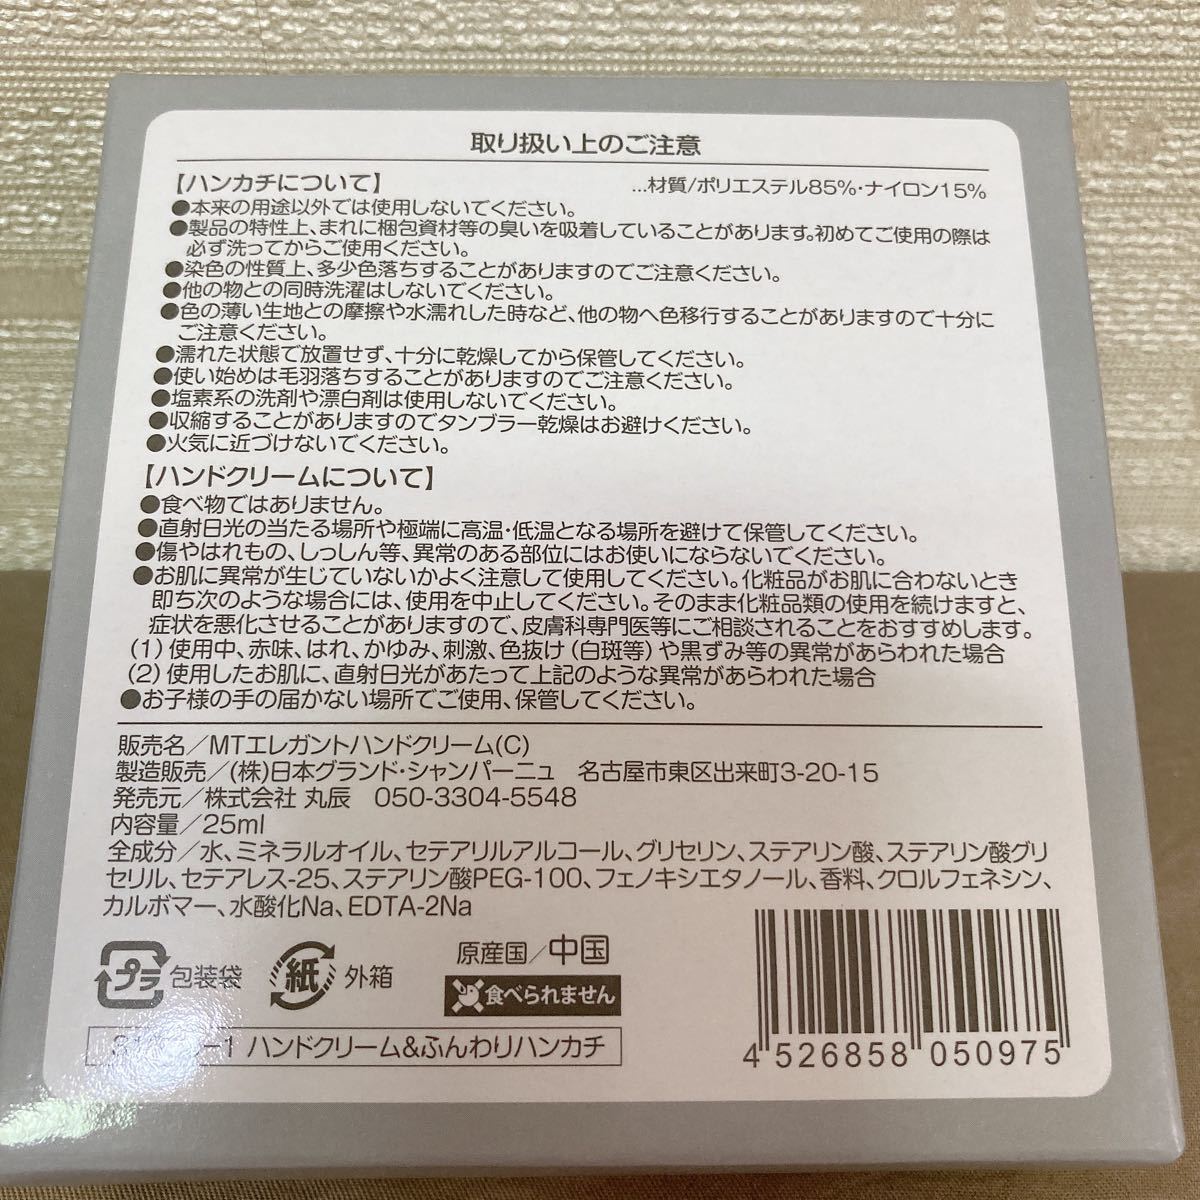 取り扱い上のご注意
【ハンカチについて】 …材質/ポリエステル85%・ナイロン15%
●本来の用途以外では使用しないでください。
●製品の特性上、まれに梱包資材等の臭いを吸着していることがあります。初めてご使用の際は
必ず洗ってからご使用ください。
●染色の性質上、多少色落ちすることがありますのでご注意ください。
●他の物との同時洗濯はしないでください。
●色の薄い生地との摩擦や水濡れした時など、他の物へ色移行することがありますので十分に
ご注意ください。
●濡れた状態で放置せず、十分に乾燥してから保管してください。
●使い始めは毛羽落ちすることがありますのでご注意ください。
●塩素系の洗剤や漂白剤は使用しないでください。
●収縮することがありますのでタンブラー乾燥はお避けください。
●火気に近づけないでください。
【ハンドクリームについて】
●食べ物ではありません。
●直射日光の当たる場所や極端に高温・低温となる場所を避けて保管してください。
●傷やはれもの、しっしん等、異常のある部位にはお使いにならないでください。
●お肌に異常が生じていないかよく注意して使用してください。化粧品がお肌に合わないとき
即ち次のような場合には、使用を中止してください。そのまま化粧品類の使用を続けますと、
症状を悪化させることがありますので、皮膚科専門医等にご相談されることをおすすめします。
(1) 使用中、赤味、はれ、かゆみ、刺激、色抜け(白斑等)や黒ずみ等の異常があらわれた場合
(2) 使用したお肌に、直射日光があたって上記のような異常があらわれた場合
●お子様の手の届かない場所でご使用、保管してください。
販売名/MTエレガントハンドクリーム(C)
製造販売/(株)日本グランド・シャンパーニュ 名古屋市東区出来町3-20-15
発売元/株式会社 丸辰 050-3304-5548
内容量/25ml
全成分/水、ミネラルオイル、セテアリルアルコール、グリセリン、ステアリン酸、ステアリン酸グリ
セリル、セテアレス-25、ステアリン酸PEG-100、フェノキシエタノール、香料、クロルフェネシン、
カルボマー、水酸化Na、EDTA-2Na
プラ 包装袋 紙 外箱 原産国/中国
食べられません
-1 ハンドクリーム&ふんわりハンカチ
4 526858 050975